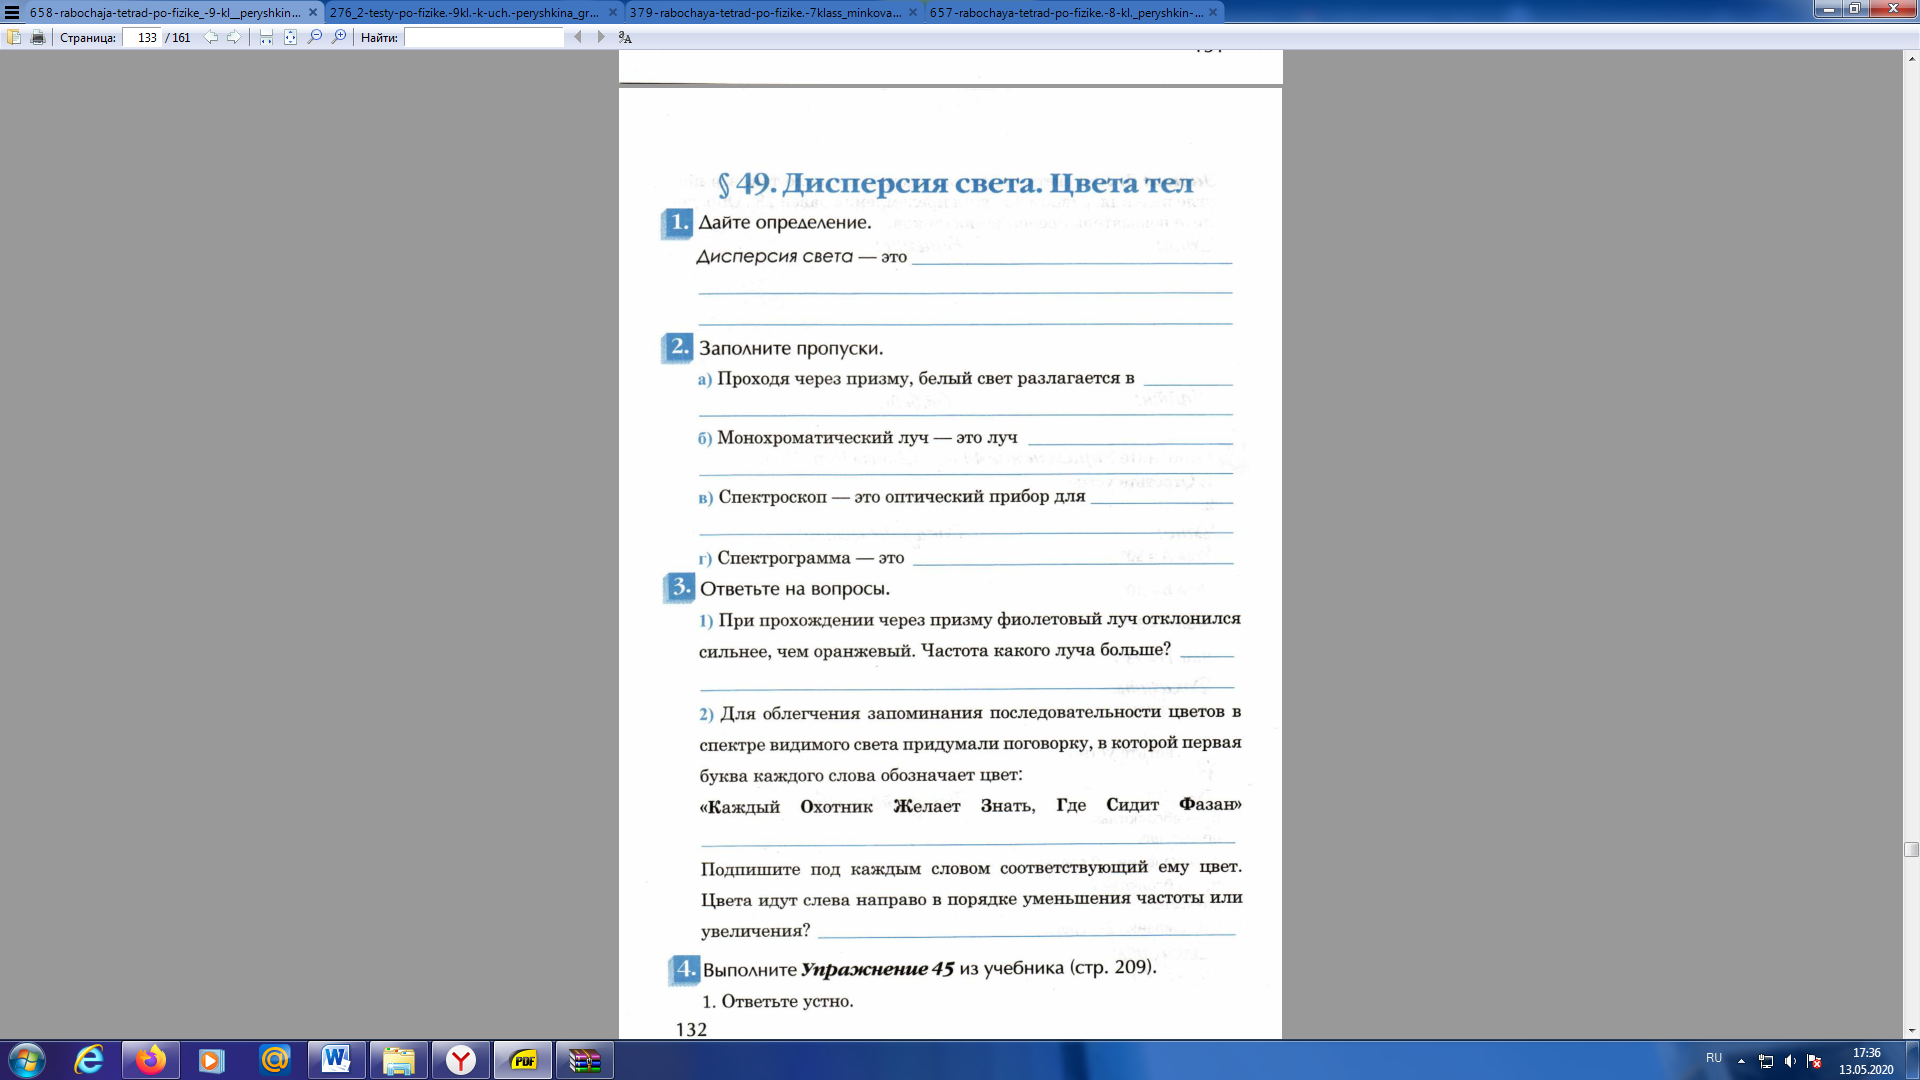 658-rabochaja-tetrad-po-fizike_-9-kl__peryshkin...
276_2-testy-po-fizike.-9kl.-k-uch.-peryshkina_gr...
379-rabochaya-tetrad-po-fizike.-7klass_minkova...
657-rabochaya-tetrad-po-fizike.-8-kl._peryshkin-...
Страница: 133 / 161 Найти:
§ 49. Дисперсия света. Цвета тел
1. Дайте определение.
Дисперсия света — это
2. Заполните пропуски.
а) Проходя через призму, белый свет разлагается в
б) Монохроматический луч — это луч
в) Спектроскоп — это оптический прибор для
г) Спектрограмма — это
3. Ответьте на вопросы.
1) При прохождении через призму фиолетовый луч отклонился
сильнее, чем оранжевый. Частота какого луча больше?
2) Для облегчения запоминания последовательности цветов в
спектре видимого света придумали поговорку, в которой первая
буква каждого слова обозначает цвет:
«Каждый Охотник Желает Знать, Где Сидит Фазан»
Подпишите под каждым словом соответствующий ему цвет.
Цвета идут слева направо в порядке уменьшения частоты или
увеличения?
4. Выполните Упражнение 45 из учебника (стр. 209).
1. Ответьте устно.
132
PDF
RU
17:36
13.05.2020